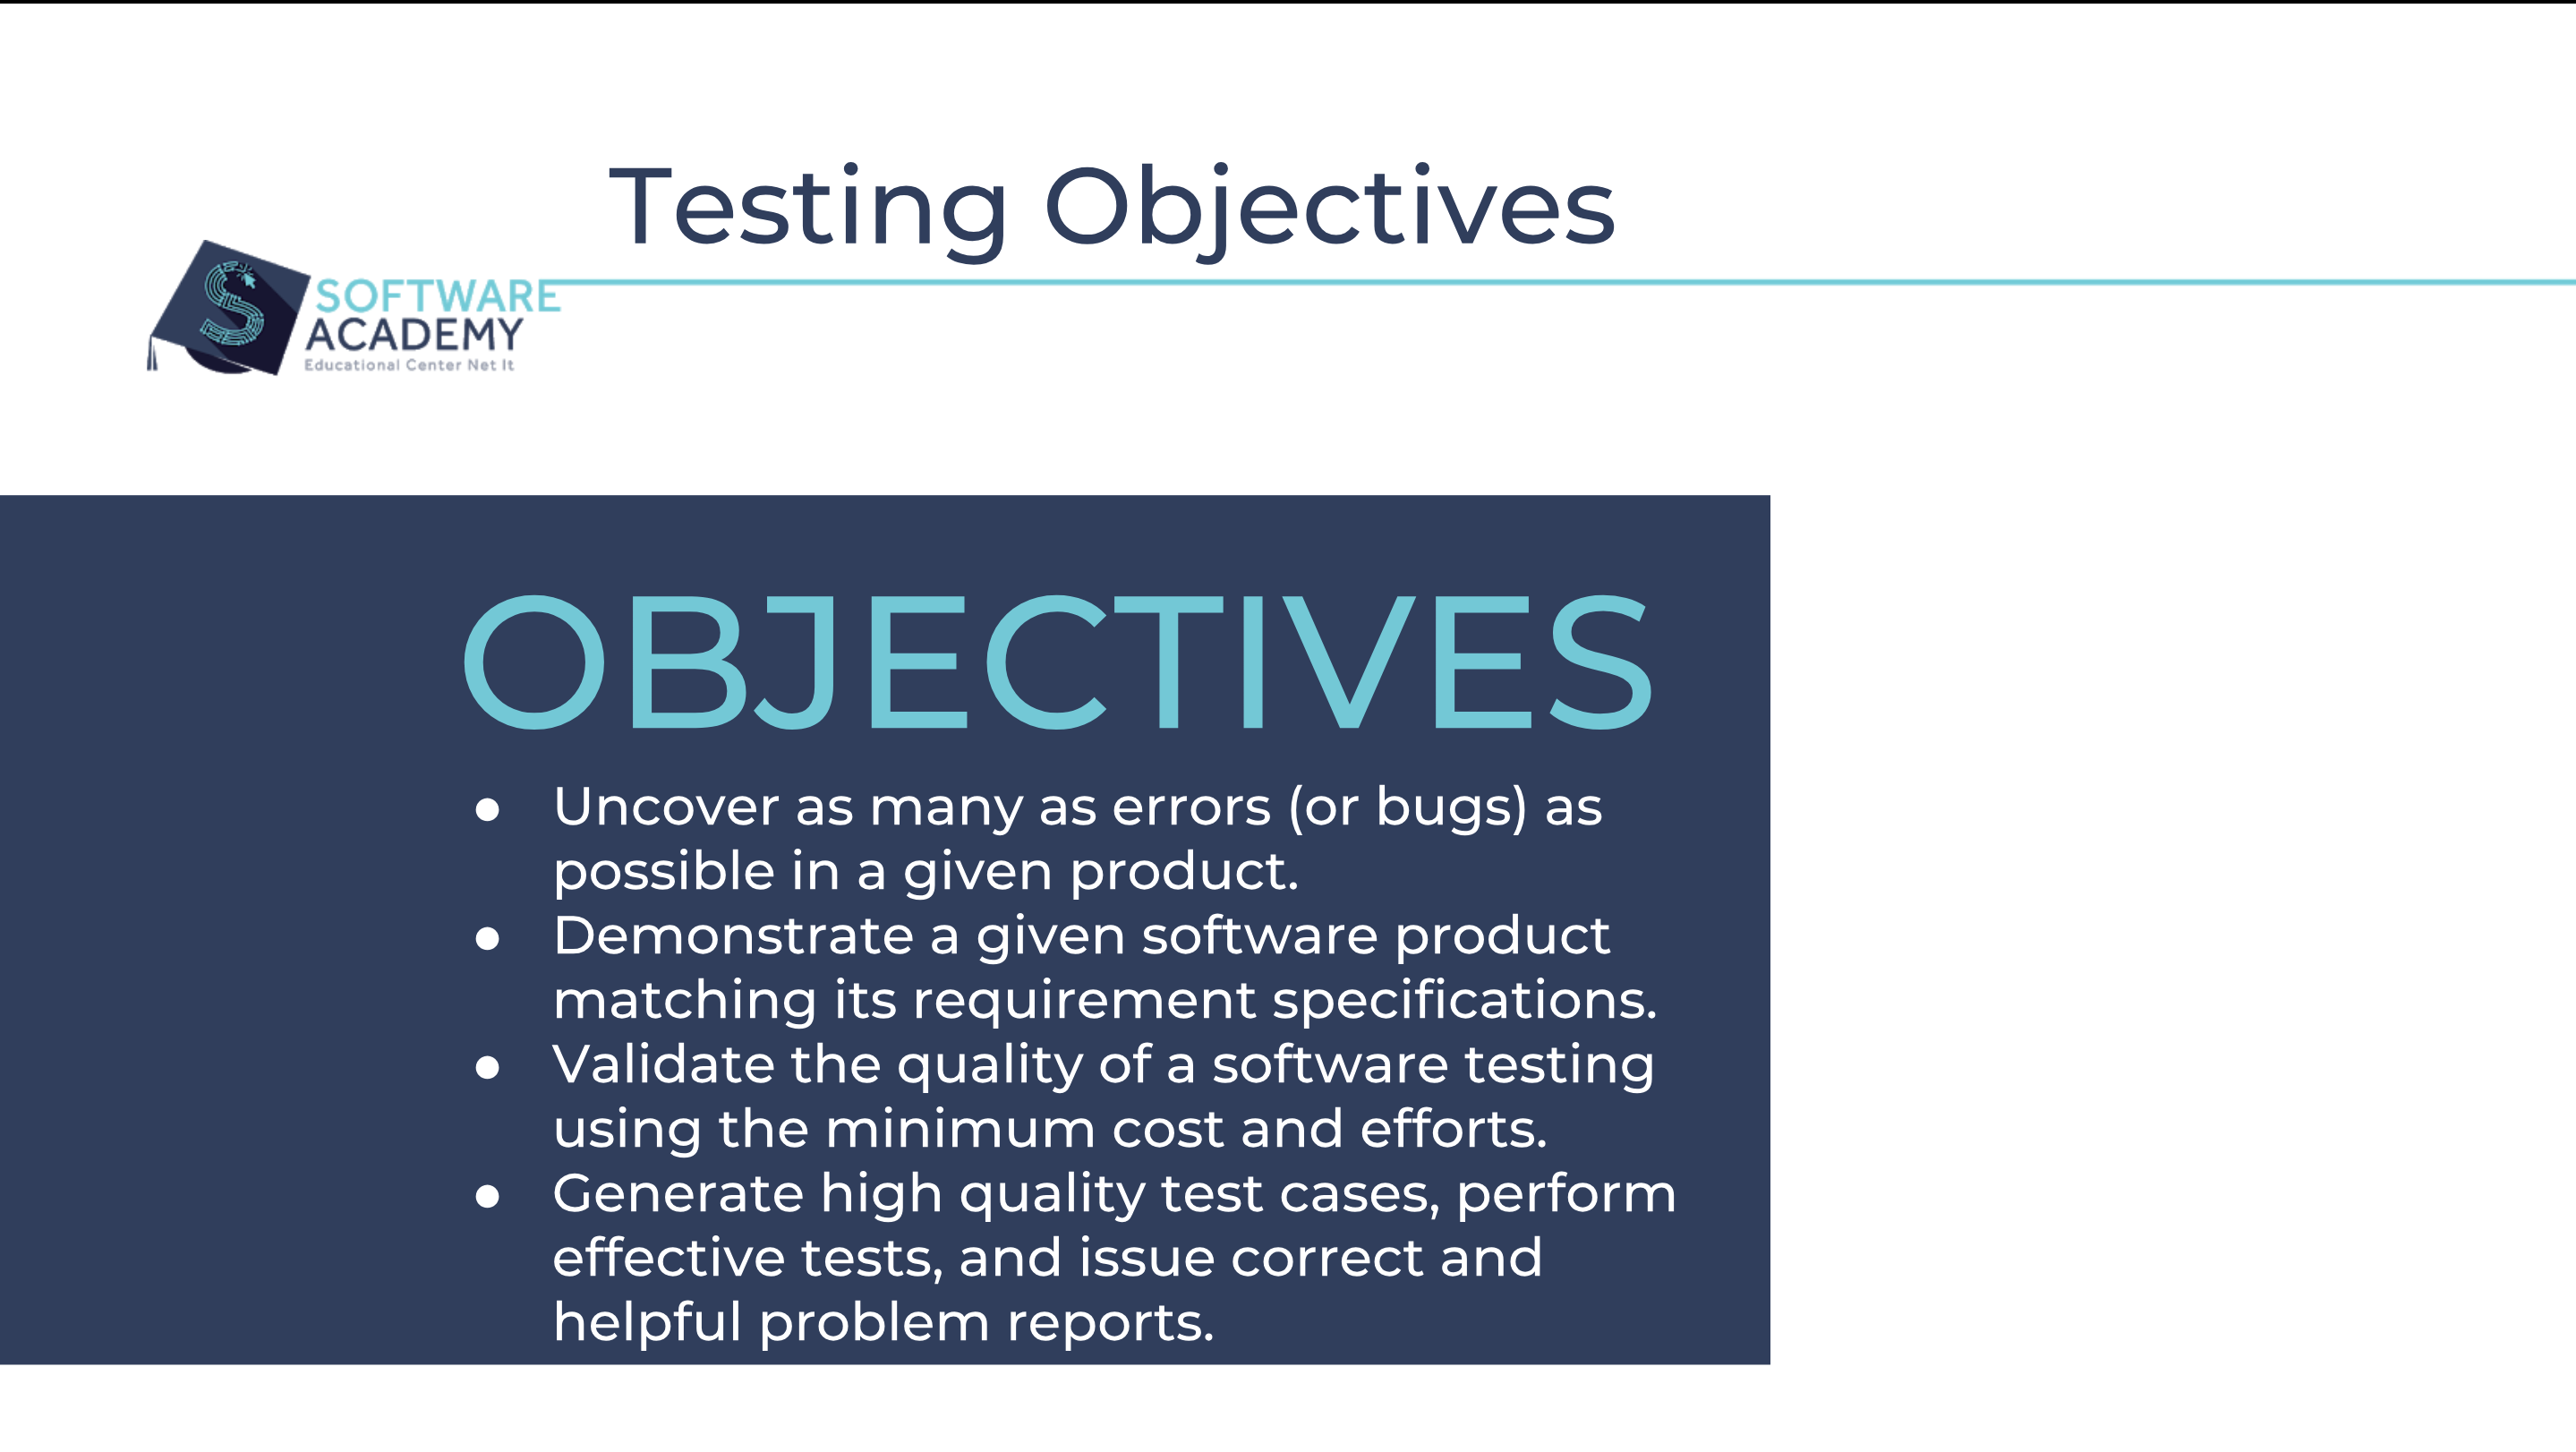 Testing Objectives
SOFTWARE
ACADEMY
Educational Center Net It
OBJECTIVES
● Uncover as many as errors (or bugs) as
possible in a given product.
● Demonstrate a given software product
matching its requirement specifications.
● Validate the quality of a software testing
using the minimum cost and efforts.
● Generate high quality test cases, perform
effective tests, and issue correct and
helpful problem reports.